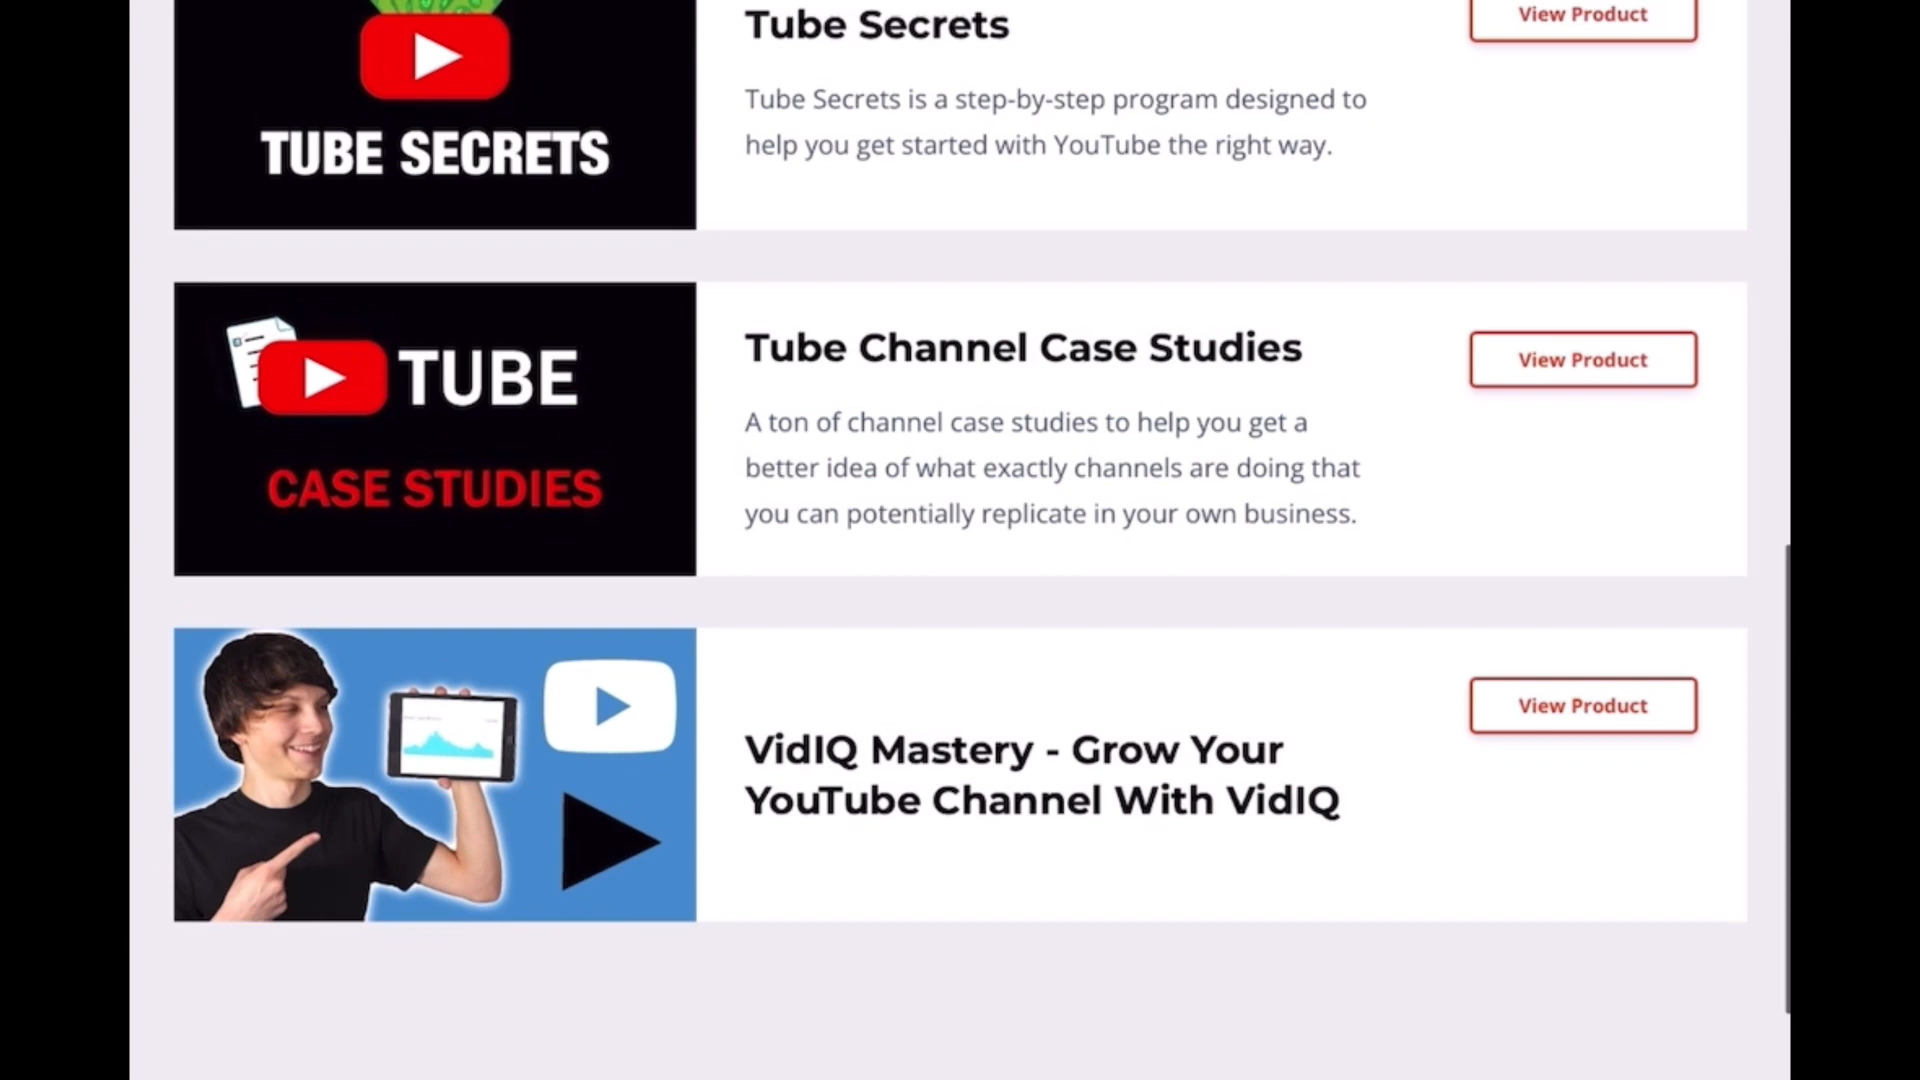 Tube Secrets
View Product
Tube Secrets is a step-by-step program designed to
help you get started with YouTube the right way.
TUBE SECRETS
TUBE
CASE STUDIES
Tube Channel Case Studies
View Product
A ton of channel case studies to help you get a
better idea of what exactly channels are doing that
you can potentially replicate in your own business.
VidIQ Mastery - Grow Your
YouTube Channel With VidIQ
View Product